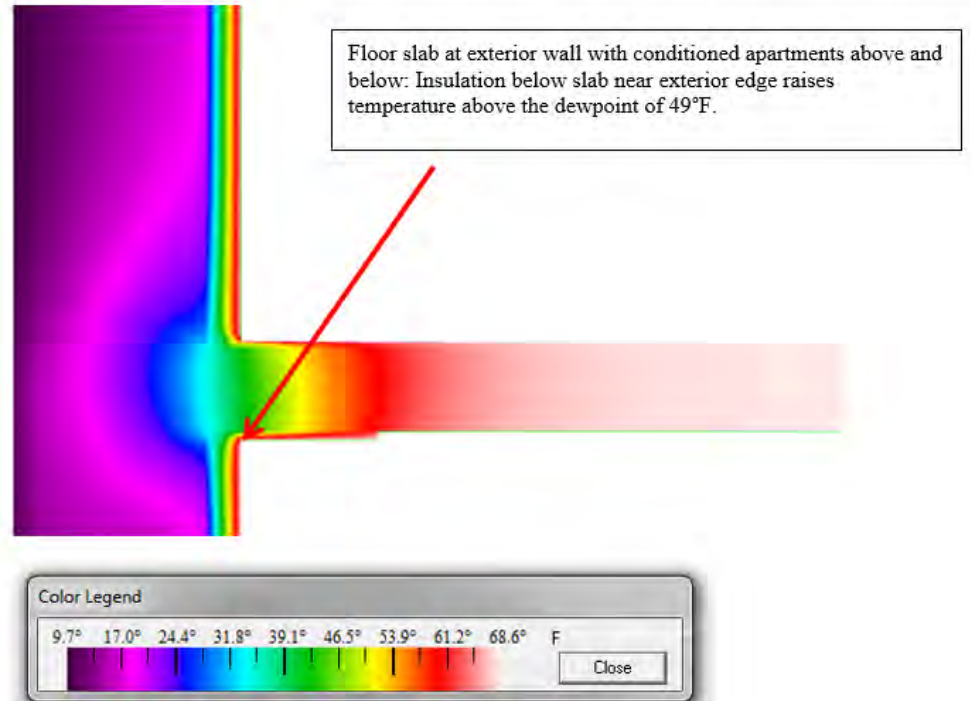 Floor slab at exterior wall with conditioned apartments above and
below: Insulation below slab near exterior edge raises
temperature above the dewpoint of 49°F.
Color Legend
9.7° 17.0° 24.4° 31.8° 39.1° 46.5° 53.9° 61.2° 68.6° F
Close